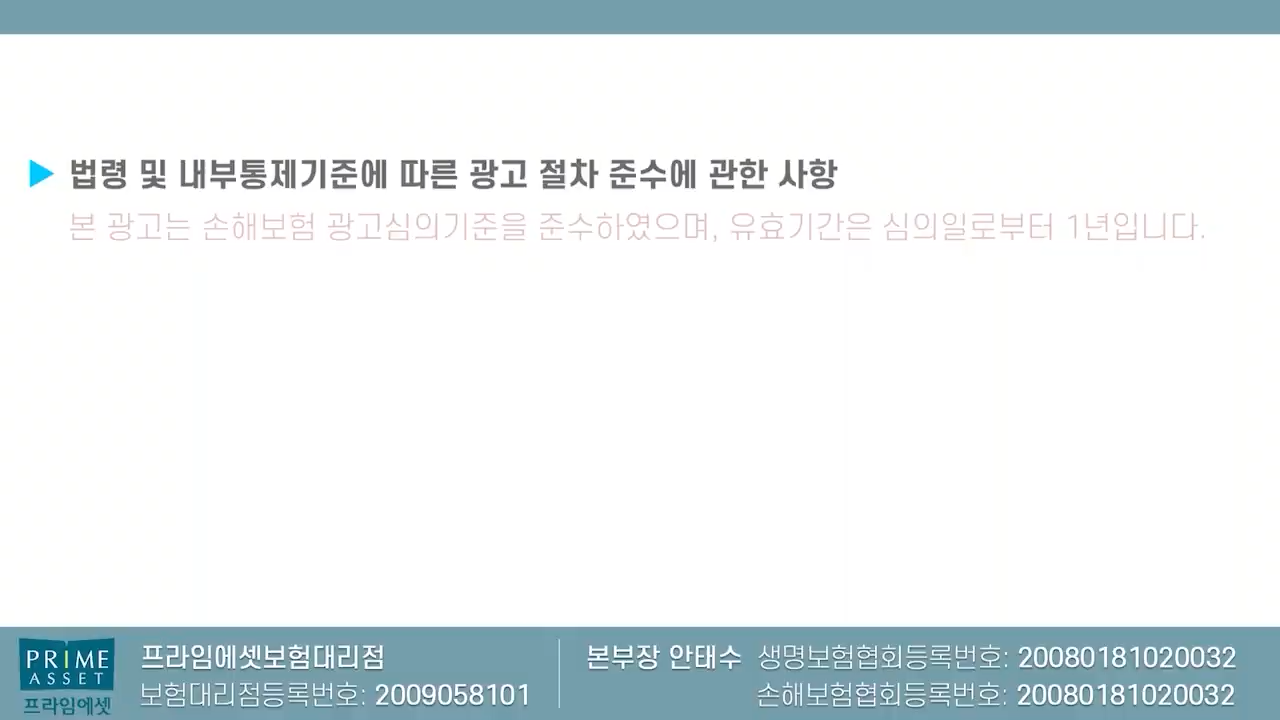 ▶ 법령 및 내부통제기준에 따른 광고 절차 준수에 관한 사항
본 광고는 손해보험 광고심의기준을 준수하였으며, 유효기간은 심의일로부터 1년입니다.
PRIME
ASSET
프라임에셋
프라임에셋보험대리점
보험대리점등록번호: 2009058101
본부장 안태수 생명보험협회등록번호: 20080181020032
손해보험협회등록번호: 20080181020032